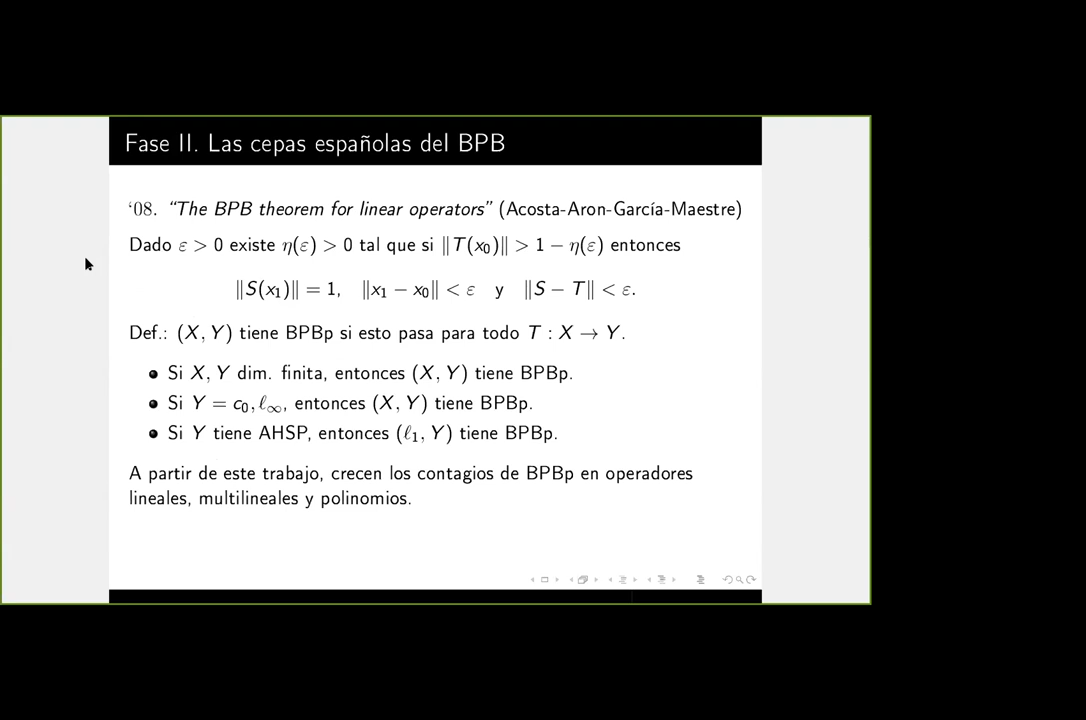 Fase II. Las cepas españolas del BPB
‘08. “The BPB theorem for linear operators” (Acosta-Aron-García-Maestre)
Dado ε > 0 existe η(ε) > 0 tal que si ‖T(x₀)‖ > 1 − η(ε) entonces
‖S(x₁)‖ = 1, ‖x₁ − x₀‖ < ε y ‖S − T‖ < ε.
Def.: (X, Y) tiene BPBp si esto pasa para todo T : X → Y.
• Si X, Y dim. finita, entonces (X, Y) tiene BPBp.
• Si Y = c₀, ℓ∞, entonces (X, Y) tiene BPBp.
• Si Y tiene AHSP, entonces (ℓ₁, Y) tiene BPBp.
A partir de este trabajo, crecen los contagios de BPBp en operadores
lineales, multilineales y polinomios.